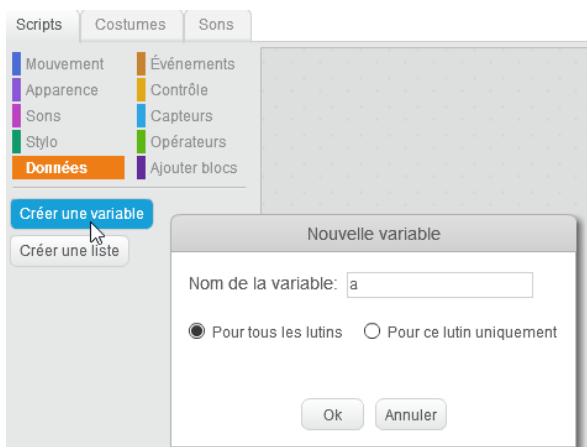 Scripts Costumes Sons
Mouvement Événements
Apparence Contrôle
Sons Capteurs
Stylo Opérateurs
Données Ajouter blocs
Créer une variable
Créer une liste
Nouvelle variable
Nom de la variable: a
Pour tous les lutins Pour ce lutin uniquement
Ok Annuler